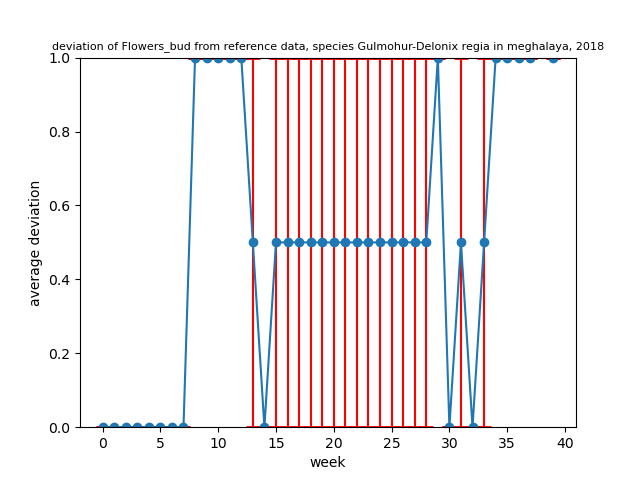 deviation of Flowers_bud from reference data, species Gulmohur-Delonix regia in meghalaya, 2018
1.0
0.8
0.6
0.4
0.2
0.0
average deviation
0 5 10 15 20 25 30 35 40
week